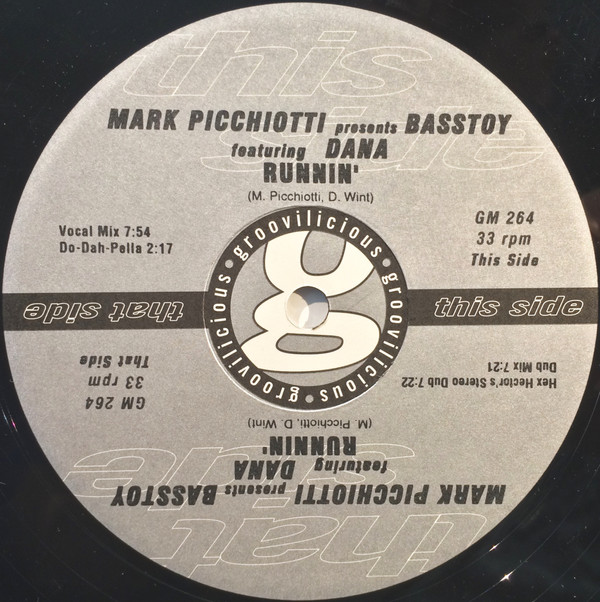 this
side
MARK PICCHIOTTI presents BASSTOY
featuring DANA
RUNNIN'
(M. Picchiotti, D. Wint)
Vocal Mix 7:54
Do-Dah-Pella 2:17
GM 264
33 rpm
This Side
groovilicious • groovilicious • groovilicious • groovilicious •
g
this side
that side
that
side
MARK PICCHIOTTI presents BASSTOY
featuring DANA
RUNNIN'
(M. Picchiotti, D. Wint)
Dub Mix 7:21
Hex Hector's Stereo Dub 7:22
GM 264
33 rpm
That Side